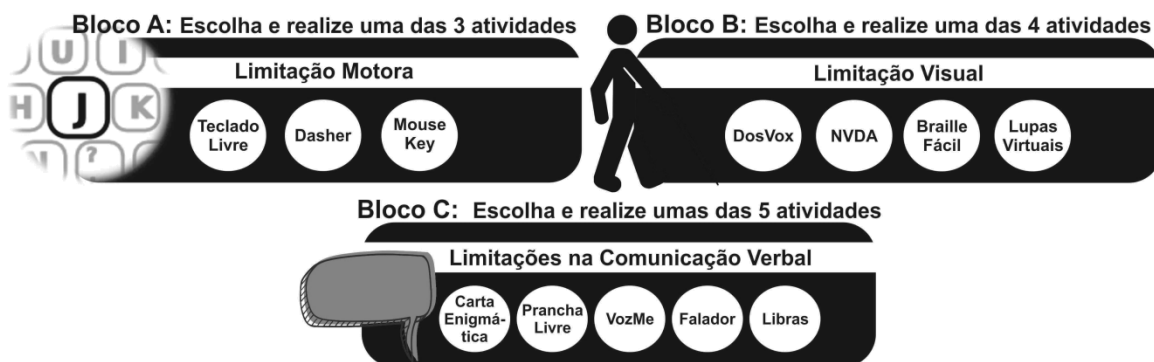 Bloco A: Escolha e realize uma das 3 atividades
Limitação Motora
U I
H J K
N ?
Teclado
Livre
Dasher
Mouse
Key
Bloco B: Escolha e realize uma das 4 atividades
Limitação Visual
DosVox
NVDA
Braille
Fácil
Lupas
Virtuais
Bloco C: Escolha e realize umas das 5 atividades
Limitações na Comunicação Verbal
Carta
Enigmá-
tica
Prancha
Livre
VozMe
Falador
Libras